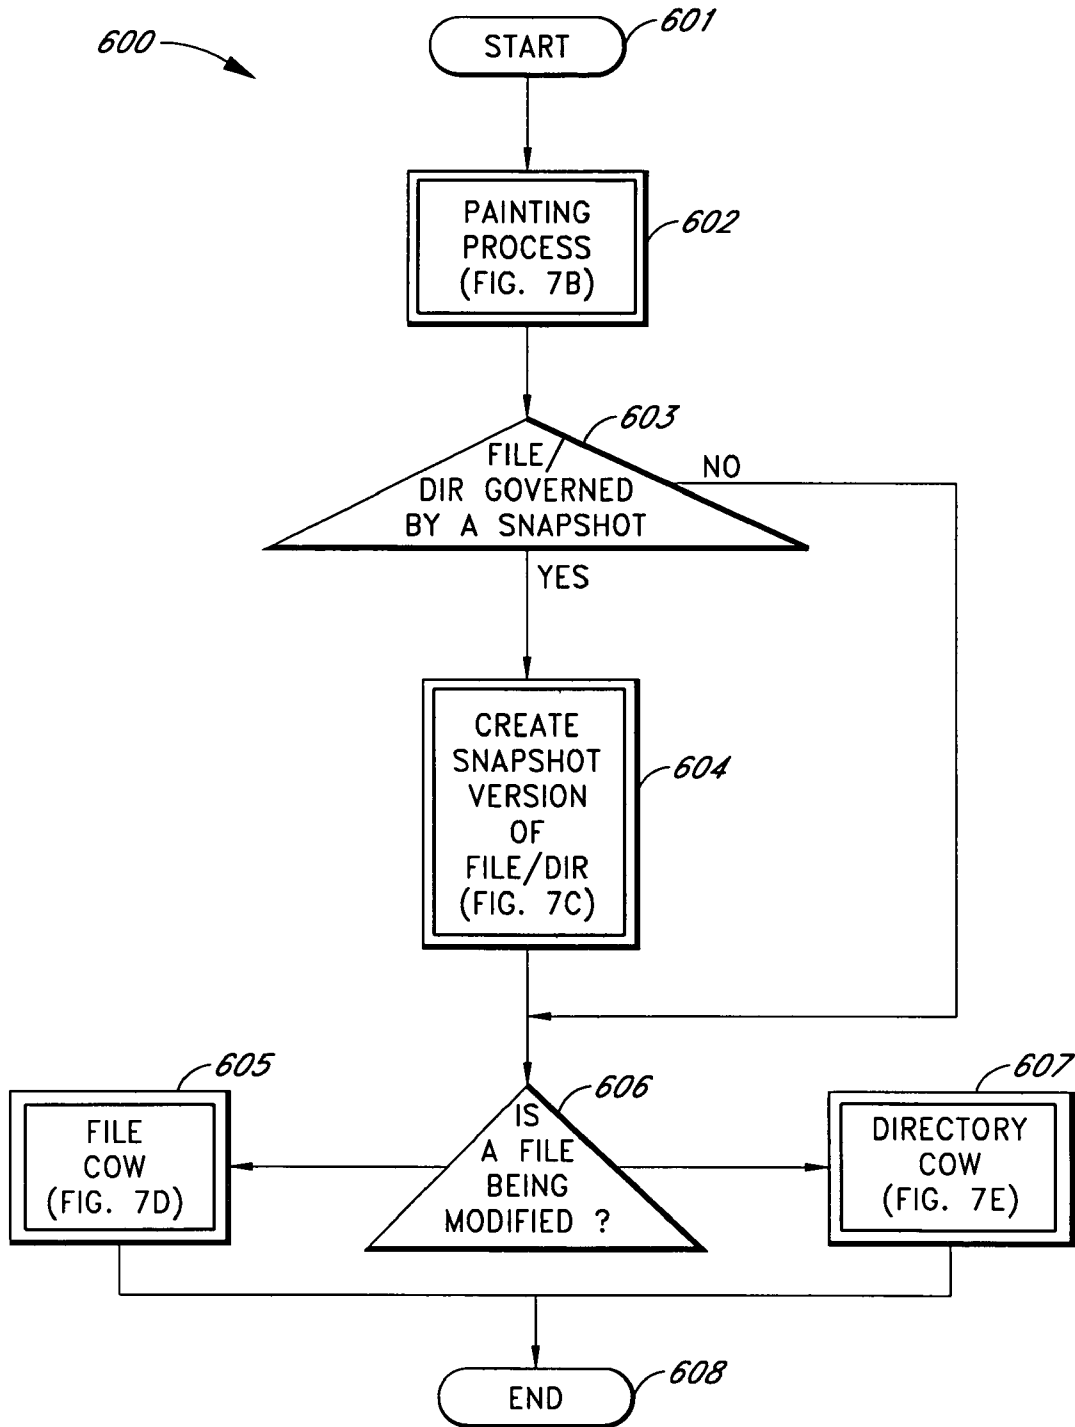 600
START
601
PAINTING
PROCESS
(FIG. 7B)
602
603
FILE/
DIR GOVERNED
BY A SNAPSHOT
NO
YES
CREATE
SNAPSHOT
VERSION
OF
FILE/DIR
(FIG. 7C)
604
605
FILE
COW
(FIG. 7D)
606
IS
A FILE
BEING
MODIFIED ?
607
DIRECTORY
COW
(FIG. 7E)
END
608